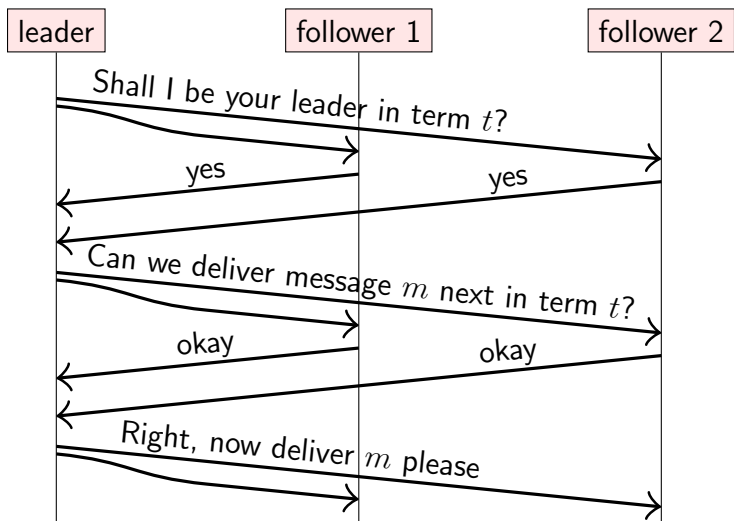 leader
follower 1
follower 2
Shall I be your leader in term t?
yes
yes
Can we deliver message m next in term t?
okay
okay
Right, now deliver m please